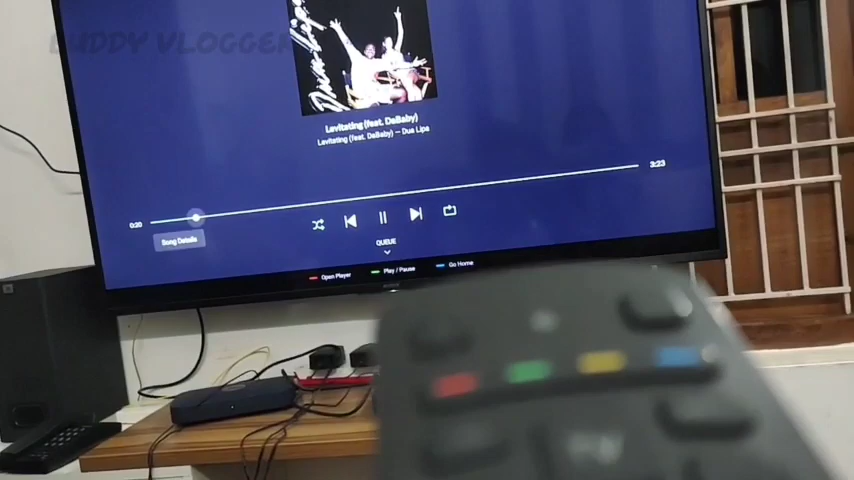 BUDDY VLOGGER
Levitating (feat. DaBaby)
Levitating (feat. DaBaby) — Dua Lipa
0:20
3:23
Song Details
QUEUE
Open Player Play / Pause Go Home